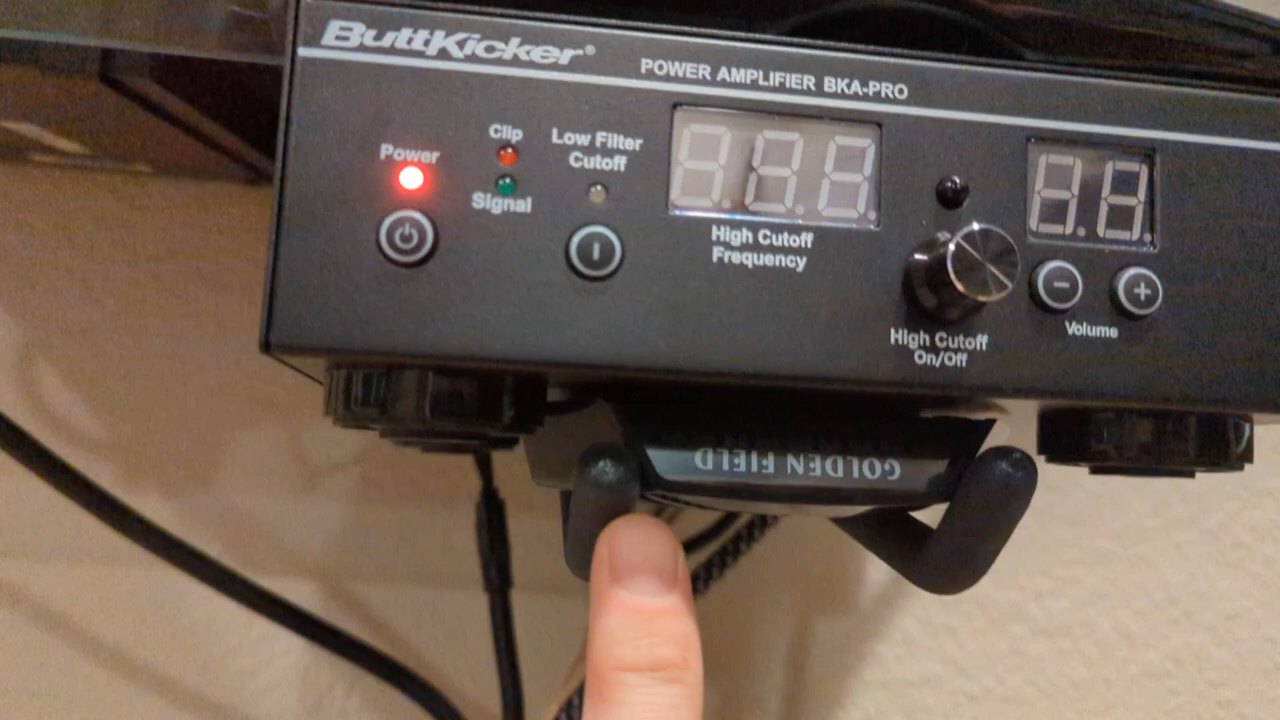 ButtKicker®
POWER AMPLIFIER BKA-PRO
Power
Clip
Signal
Low Filter
Cutoff
High Cutoff
Frequency
High Cutoff
On/Off
Volume
GOLDEN FIELD